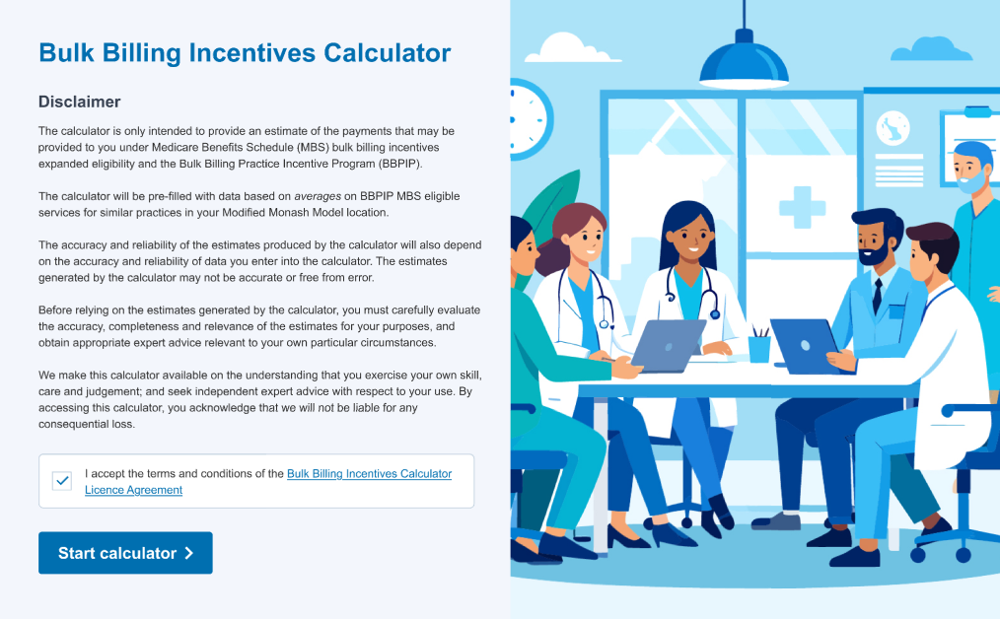 Bulk Billing Incentives Calculator
Disclaimer
The calculator is only intended to provide an estimate of the payments that may be
provided to you under Medicare Benefits Schedule (MBS) bulk billing incentives
expanded eligibility and the Bulk Billing Practice Incentive Program (BBPIP).
The calculator will be pre-filled with data based on averages on BBPIP MBS eligible
services for similar practices in your Modified Monash Model location.
The accuracy and reliability of the estimates produced by the calculator will also depend
on the accuracy and reliability of data you enter into the calculator. The estimates
generated by the calculator may not be accurate or free from error.
Before relying on the estimates generated by the calculator, you must carefully evaluate
the accuracy, completeness and relevance of the estimates for your purposes, and
obtain appropriate expert advice relevant to your own particular circumstances.
We make this calculator available on the understanding that you exercise your own skill,
care and judgement; and seek independent expert advice with respect to your use. By
accessing this calculator, you acknowledge that we will not be liable for any
consequential loss.
I accept the terms and conditions of the Bulk Billing Incentives Calculator
Licence Agreement
Start calculator